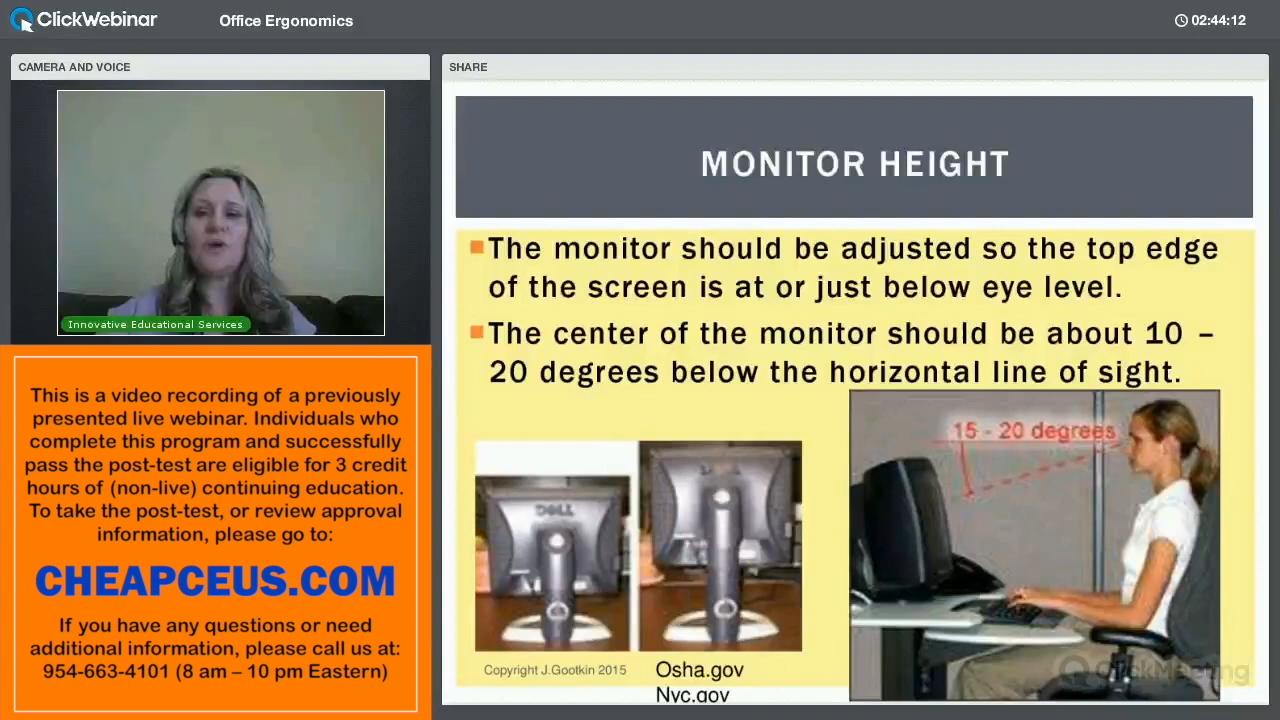 ClickWebinar
Office Ergonomics
02:44:12
CAMERA AND VOICE
SHARE
Innovative Educational Services
This is a video recording of a previously
presented live webinar. Individuals who
complete this program and successfully
pass the post-test are eligible for 3 credit
hours of (non-live) continuing education.
To take the post-test, or review approval
information, please go to:
CHEAPCEUS.COM
If you have any questions or need
additional information, please call us at:
954-663-4101 (8 am – 10 pm Eastern)
MONITOR HEIGHT
The monitor should be adjusted so the top edge
of the screen is at or just below eye level.
The center of the monitor should be about 10 –
20 degrees below the horizontal line of sight.
15 - 20 degrees
DELL
Copyright J.Gootkin 2015
Osha.gov
Nyc.gov
ClickMeeting